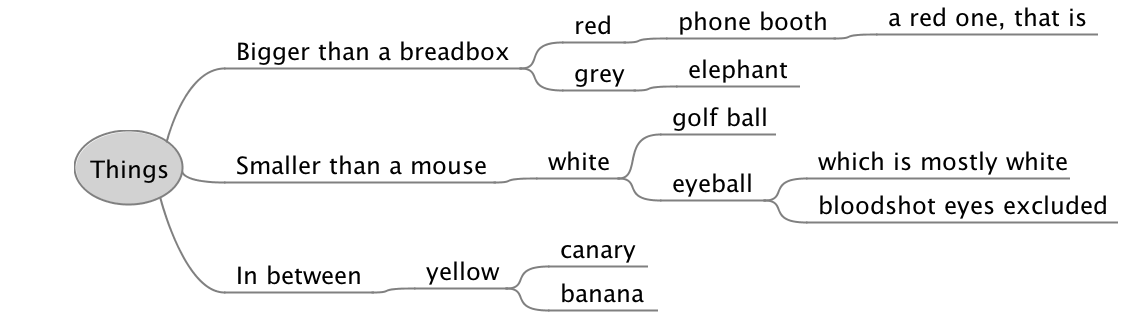 Things
Bigger than a breadbox
red
phone booth
a red one, that is
grey
elephant
Smaller than a mouse
white
golf ball
eyeball
which is mostly white
bloodshot eyes excluded
In between
yellow
canary
banana